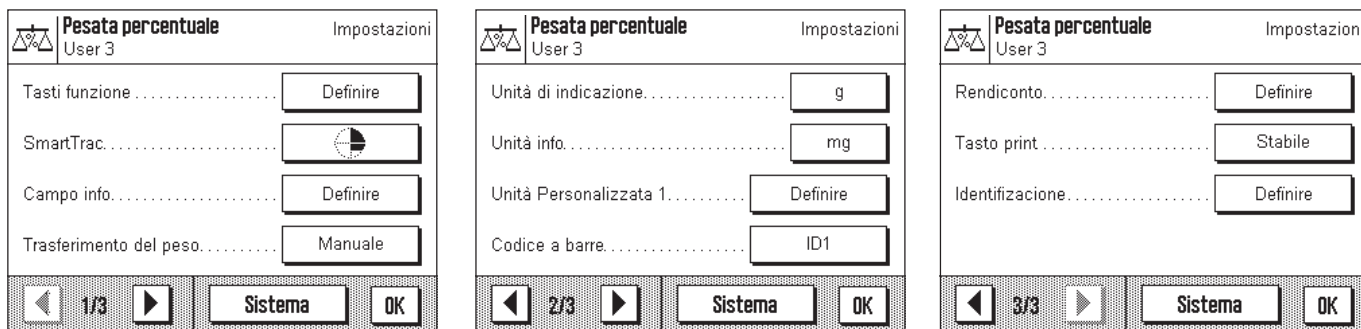 Pesata percentuale
User 3
Impostazioni
Tasti funzione . . . . . . . . . . . . . . . . . . Definire
SmartTrac. . . . . . . . . . . . . . . . . . . . . .
Campo info. . . . . . . . . . . . . . . . . . . . . Definire
Trasferimento del peso. . . . . . . . . . Manuale
1/3
Sistema
OK
Pesata percentuale
User 3
Impostazioni
Unità di indicazione. . . . . . . . . . . . . . . . . . g
Unità info. . . . . . . . . . . . . . . . . . . . . . . . . . . . mg
Unità Personalizzata 1. . . . . . . . . . Definire
Codice a barre. . . . . . . . . . . . . . . . . . ID1
2/3
Sistema
OK
Pesata percentuale
User 3
Impostazion
Rendiconto. . . . . . . . . . . . . . . . . . . . . Definire
Tasto print . . . . . . . . . . . . . . . . . . . . . Stabile
Identifizacione. . . . . . . . . . . . . . . . . . Definire
3/3
Sistema
OK